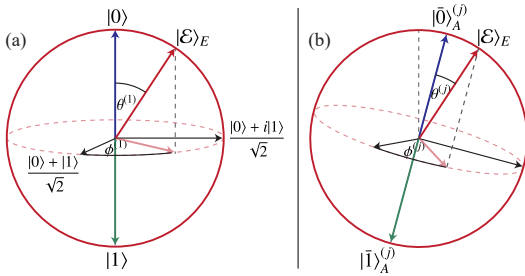 (a)
|0⟩
|ℰ⟩_E
θ^(1)
ϕ^(1)
|0⟩ + i|1⟩
√2
|0⟩ + |1⟩
√2
|1⟩
(b)
|0̄⟩_A^(j)
|ℰ⟩_E
θ^(j)
ϕ^(j)
|1̄⟩_A^(j)